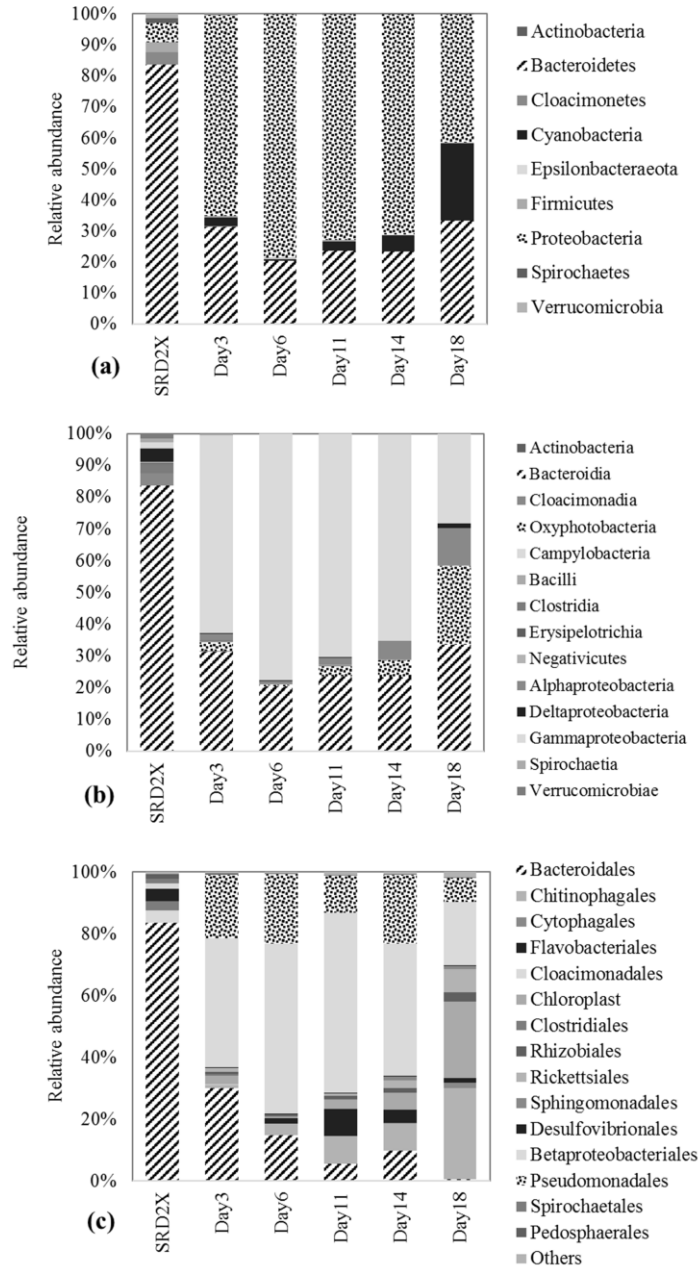 100%
90%
80%
70%
60%
50%
40%
30%
20%
10%
0%
Relative abundance
SRD2X
Day3
Day6
Day11
Day14
Day18
(a)
Actinobacteria
Bacteroidetes
Cloacimonetes
Cyanobacteria
Epsilonbacteraeota
Firmicutes
Proteobacteria
Spirochaetes
Verrucomicrobia
100%
90%
80%
70%
60%
50%
40%
30%
20%
10%
0%
Relative abundance
SRD2X
Day3
Day6
Day11
Day14
Day18
(b)
Actinobacteria
Bacteroidia
Cloacimonadia
Oxyphotobacteria
Campylobacteria
Bacilli
Clostridia
Erysipelotrichia
Negativicutes
Alphaproteobacteria
Deltaproteobacteria
Gammaproteobacteria
Spirochaetia
Verrucomicrobiae
100%
80%
60%
40%
20%
0%
Relative abundance
SRD2X
Day3
Day6
Day11
Day14
Day18
(c)
Bacteroidales
Chitinophagales
Cytophagales
Flavobacteriales
Cloacimonadales
Chloroplast
Clostridiales
Rhizobiales
Rickettsiales
Sphingomonadales
Desulfovibrionales
Betaproteobacteriales
Pseudomonadales
Spirochaetales
Pedosphaerales
Others